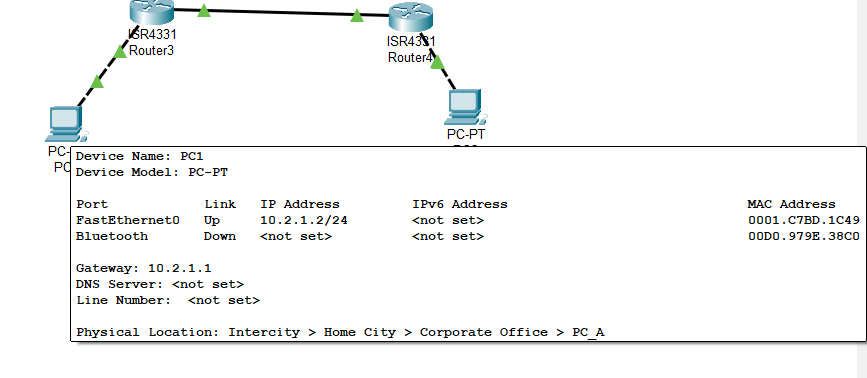 ISR4331
Router3
ISR4331
Router4
PC-PT
Device Name: PC1
Device Model: PC-PT
Port Link IP Address IPv6 Address MAC Address
FastEthernet0 Up 10.2.1.2/24 <not set> 0001.C7BD.1C49
Bluetooth Down <not set> <not set> 00D0.979E.38C0
Gateway: 10.2.1.1
DNS Server: <not set>
Line Number: <not set>
Physical Location: Intercity > Home City > Corporate Office > PC_A